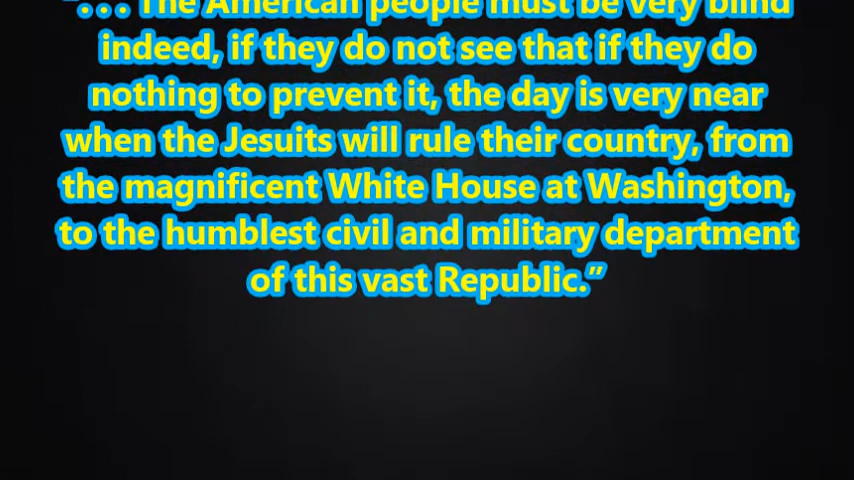 “. . . The American people must be very blind
indeed, if they do not see that if they do
nothing to prevent it, the day is very near
when the Jesuits will rule their country, from
the magnificent White House at Washington,
to the humblest civil and military department
of this vast Republic.”